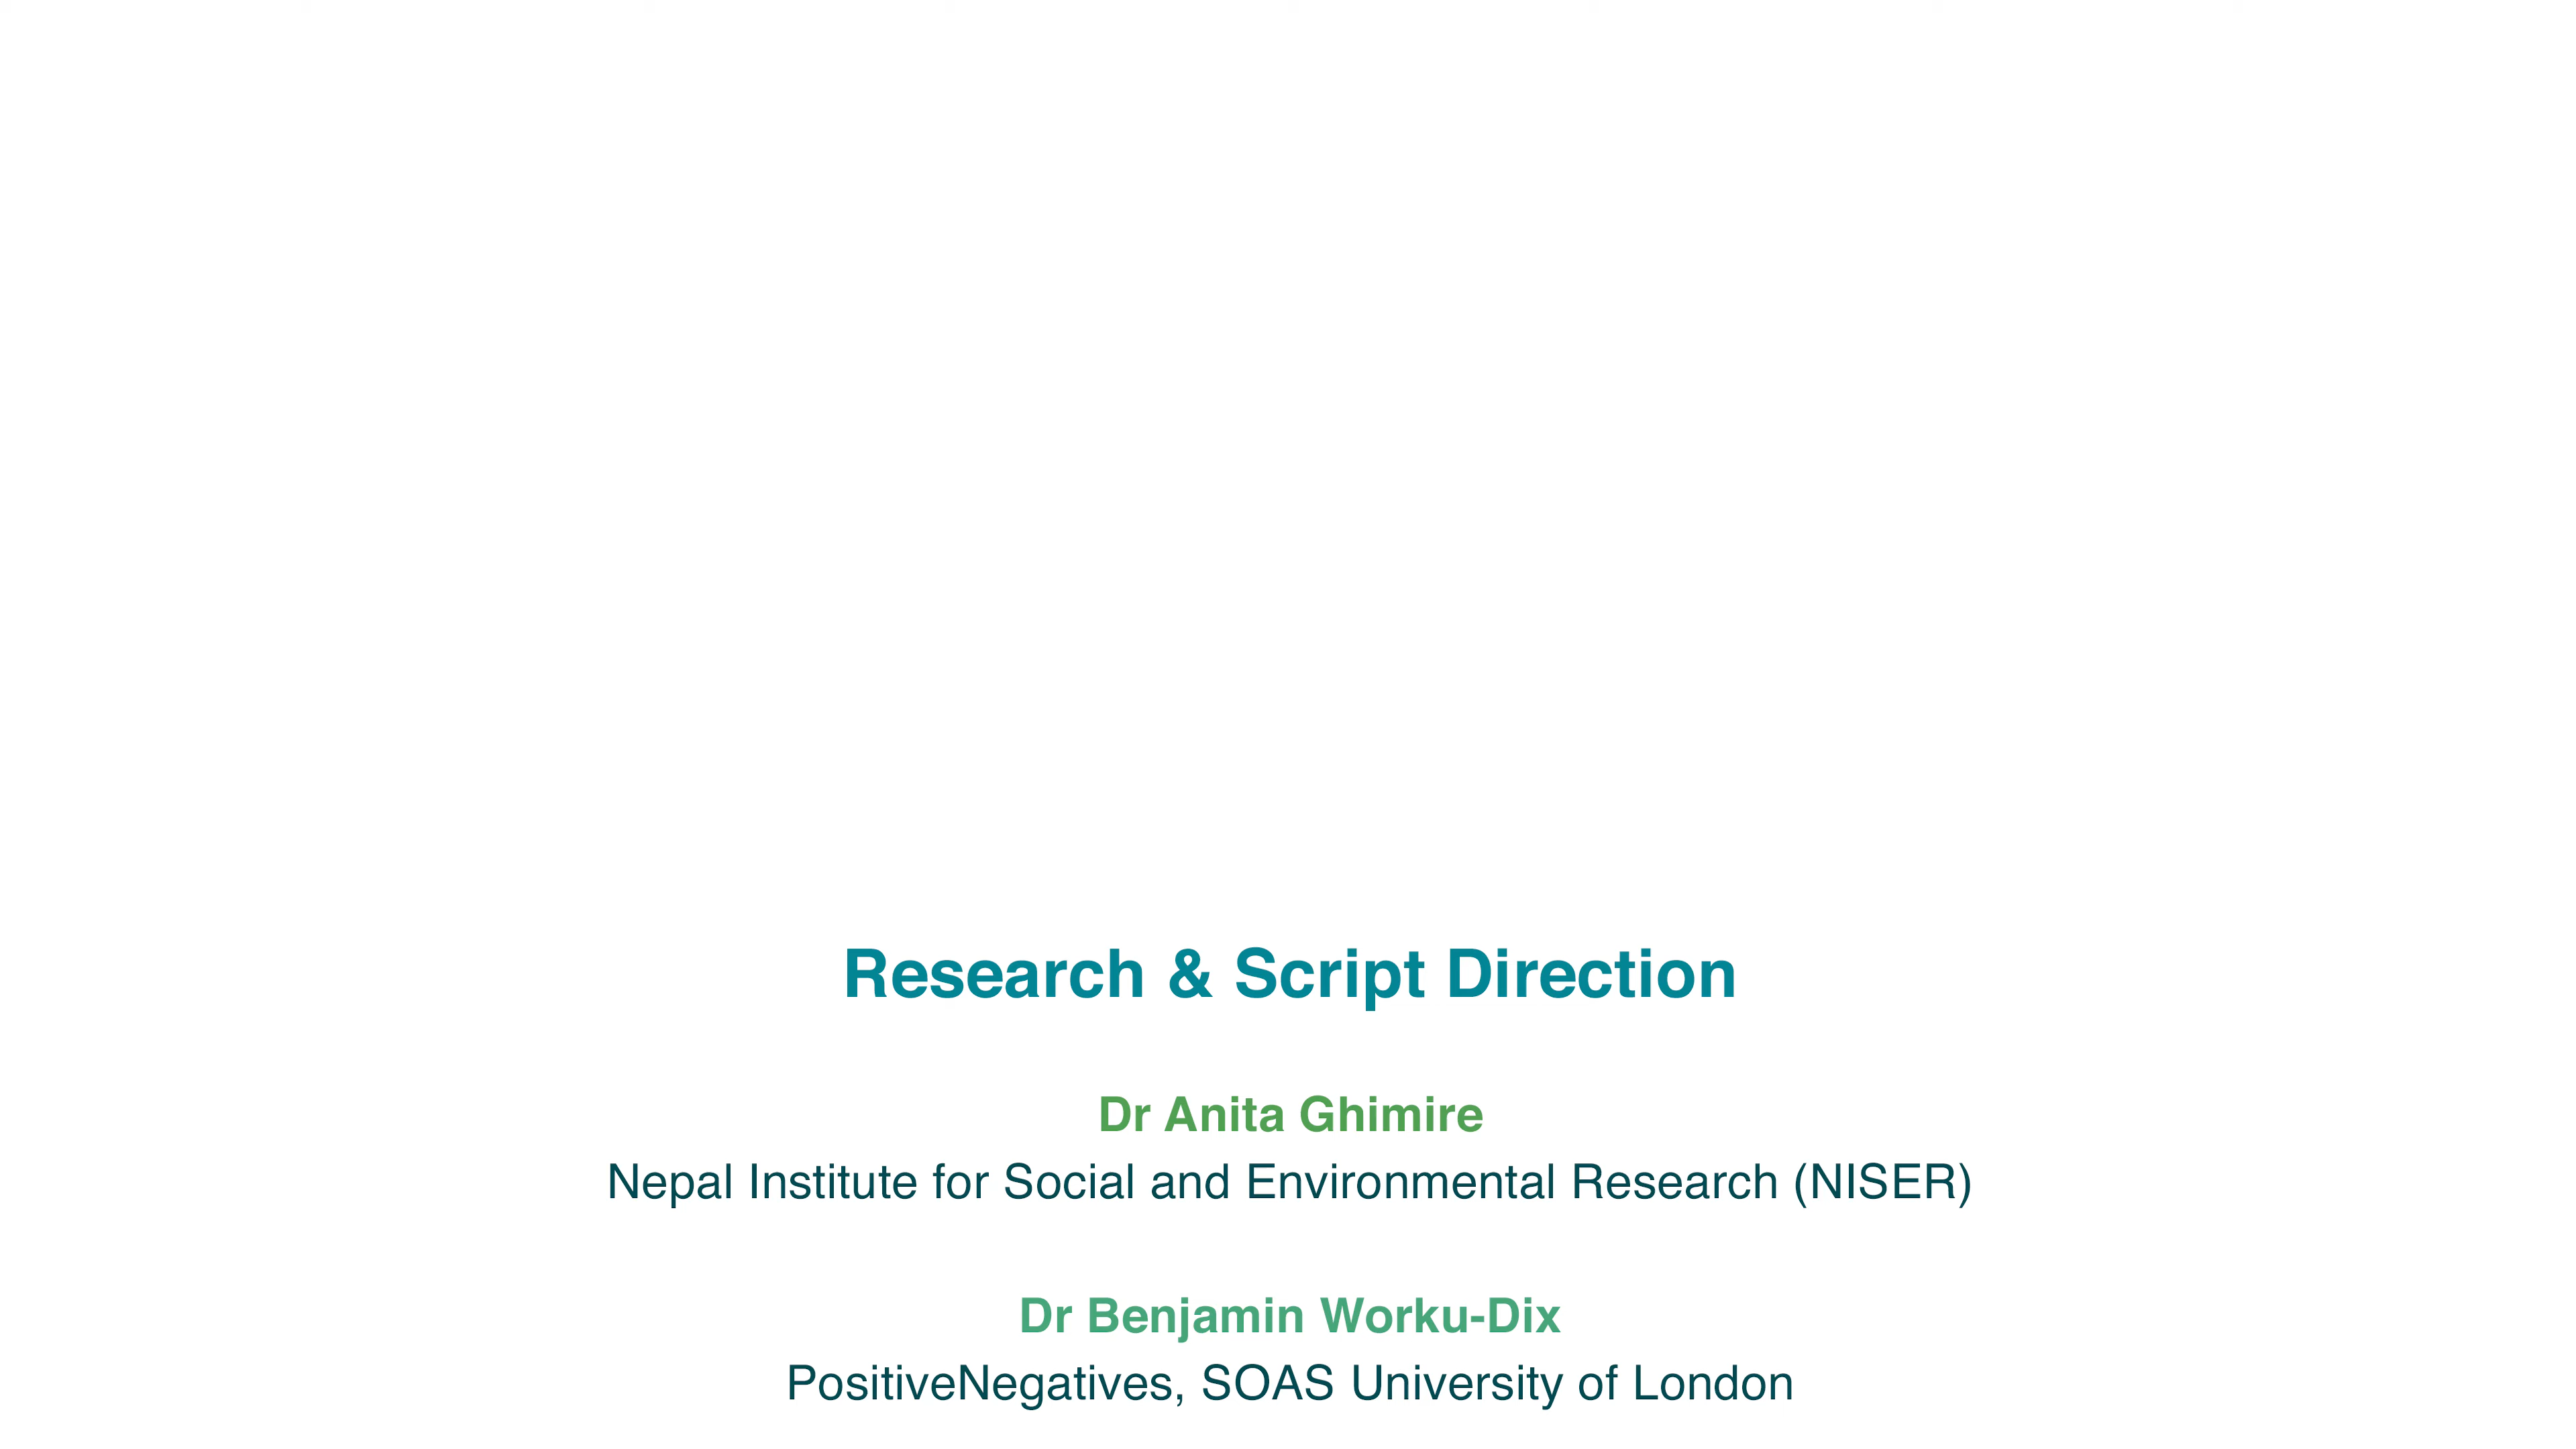 Research & Script Direction
Dr Anita Ghimire
Nepal Institute for Social and Environmental Research (NISER)
Dr Benjamin Worku-Dix
PositiveNegatives, SOAS University of London